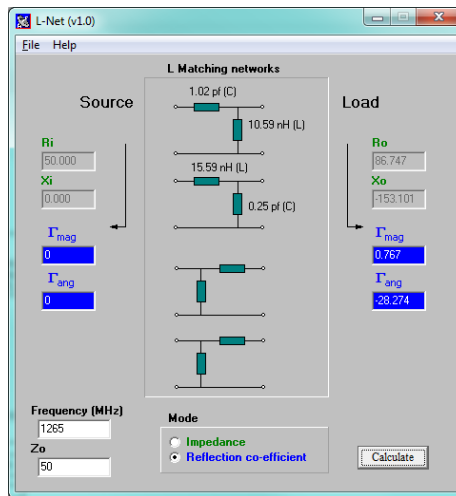 L-Net (v1.0)
File Help
L Matching networks
Source
Load
1.02 pf (C)
10.59 nH (L)
15.59 nH (L)
0.25 pf (C)
Ri
50.000
Xi
0.000
Γmag
0
Γang
0
Ro
86.747
Xo
-153.101
Γmag
0.767
Γang
-28.274
Frequency (MHz)
1265
Zo
50
Mode
Impedance
Reflection co-efficient
Calculate